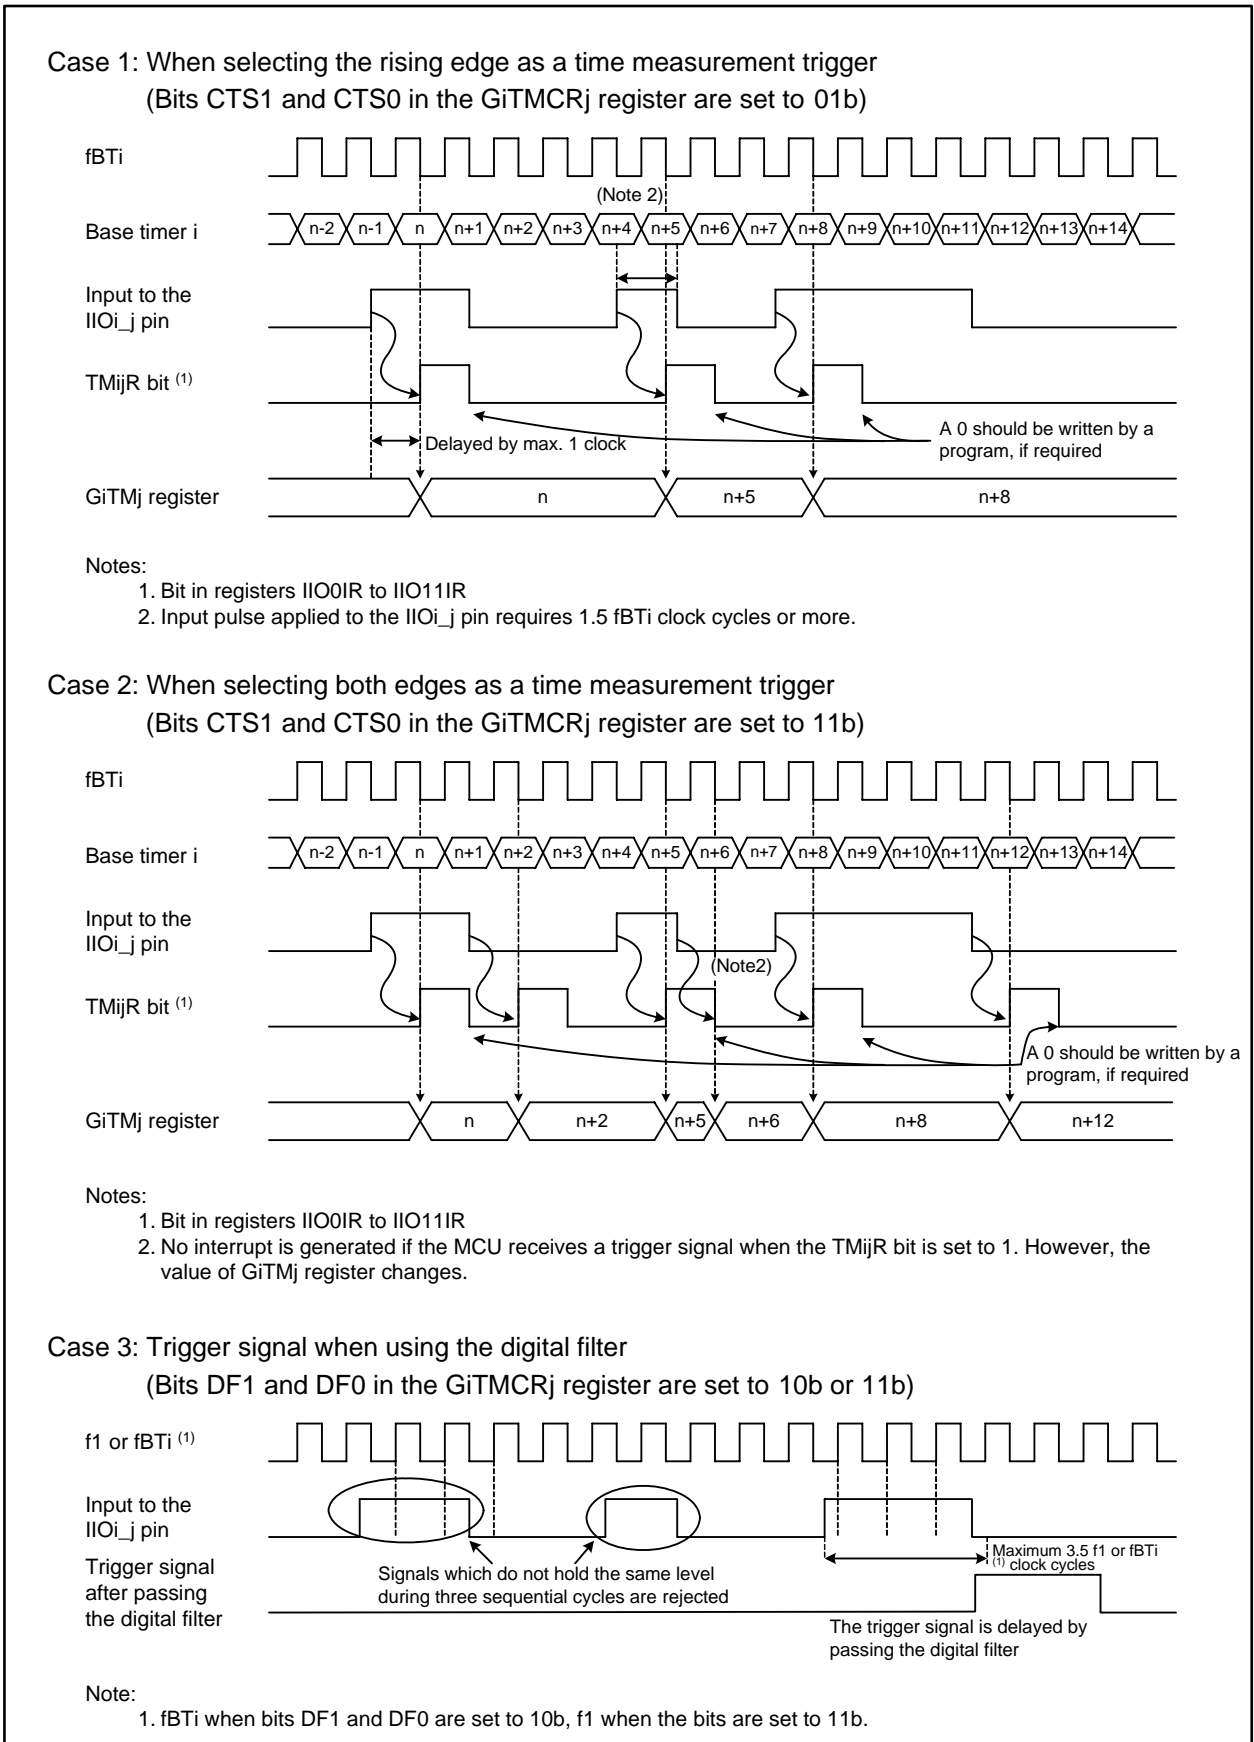 Case 1: When selecting the rising edge as a time measurement trigger
(Bits CTS1 and CTS0 in the GiTMCRj register are set to 01b)
fBTi
(Note 2)
Base timer i
n-2 n-1 n n+1 n+2 n+3 n+4 n+5 n+6 n+7 n+8 n+9 n+10 n+11 n+12 n+13 n+14
Input to the
IIOi_j pin
TMijR bit (1)
Delayed by max. 1 clock
A 0 should be written by a
program, if required
GiTMj register
n n+5 n+8
Notes:
1. Bit in registers IIO0IR to IIO11IR
2. Input pulse applied to the IIOi_j pin requires 1.5 fBTi clock cycles or more.
Case 2: When selecting both edges as a time measurement trigger
(Bits CTS1 and CTS0 in the GiTMCRj register are set to 11b)
fBTi
Base timer i
n-2 n-1 n n+1 n+2 n+3 n+4 n+5 n+6 n+7 n+8 n+9 n+10 n+11 n+12 n+13 n+14
Input to the
IIOi_j pin
(Note2)
TMijR bit (1)
A 0 should be written by a
program, if required
GiTMj register
n n+2 n+5 n+6 n+8 n+12
Notes:
1. Bit in registers IIO0IR to IIO11IR
2. No interrupt is generated if the MCU receives a trigger signal when the TMijR bit is set to 1. However, the
value of GiTMj register changes.
Case 3: Trigger signal when using the digital filter
(Bits DF1 and DF0 in the GiTMCRj register are set to 10b or 11b)
f1 or fBTi (1)
Input to the
IIOi_j pin
Maximum 3.5 f1 or fBTi
(1) clock cycles
Trigger signal
after passing
the digital filter
Signals which do not hold the same level
during three sequential cycles are rejected
The trigger signal is delayed by
passing the digital filter
Note:
1. fBTi when bits DF1 and DF0 are set to 10b, f1 when the bits are set to 11b.